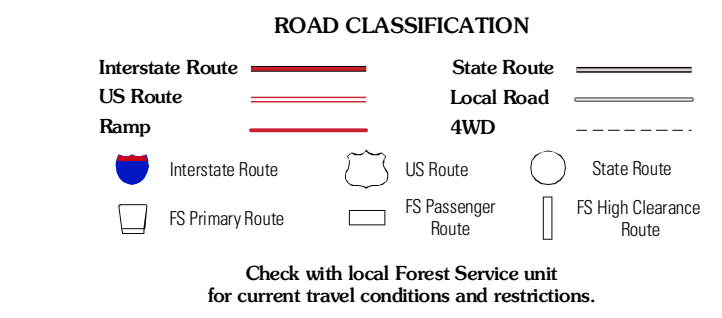 ROAD CLASSIFICATION
Interstate Route
State Route
US Route
Local Road
Ramp
4WD
Interstate Route
US Route
State Route
FS Primary Route
FS Passenger
Route
FS High Clearance
Route
Check with local Forest Service unit
for current travel conditions and restrictions.